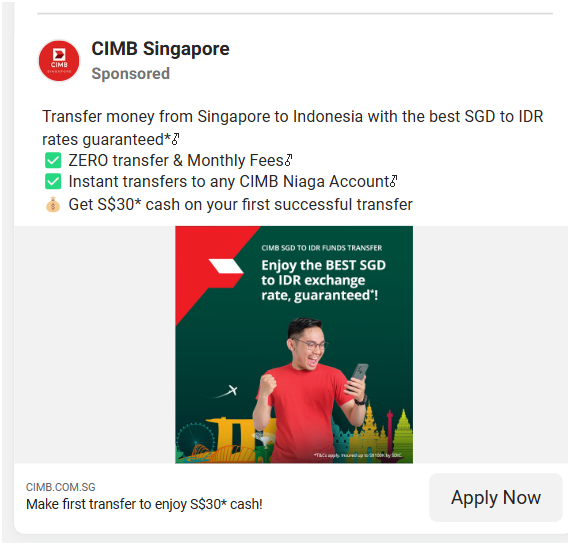 CIMB
SINGAPORE
CIMB Singapore
Sponsored
Transfer money from Singapore to Indonesia with the best SGD to IDR
rates guaranteed*
✅ ZERO transfer & Monthly Fees
✅ Instant transfers to any CIMB Niaga Account
💰 Get S$30* cash on your first successful transfer
CIMB SGD TO IDR FUNDS TRANSFER
Enjoy the BEST SGD
to IDR exchange
rate, guaranteed*!
*T&Cs apply. Insured up to S$100k by SDIC.
CIMB.COM.SG
Make first transfer to enjoy S$30* cash!
Apply Now